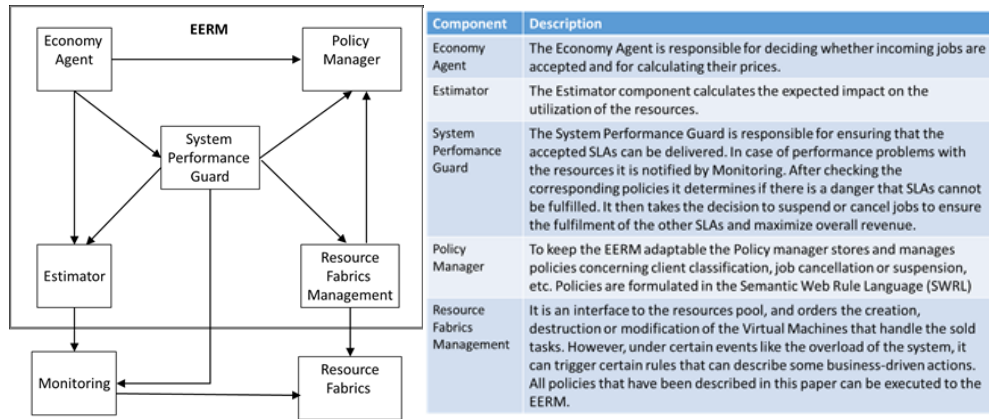 EERM
Economy
Agent
Policy
Manager
System
Performance
Guard
Estimator
Resource
Fabrics
Management
Monitoring
Resource
Fabrics
Component Description
Economy
Agent
The Economy Agent is responsible for deciding whether incoming jobs are
accepted and for calculating their prices.
Estimator
The Estimator component calculates the expected impact on the
utilization of the resources.
System
Perfomance
Guard
The System Performance Guard is responsible for ensuring that the
accepted SLAs can be delivered. In case of performance problems with
the resources it is notified by Monitoring. After checking the
corresponding policies it determines if there is a danger that SLAs cannot
be fulfilled. It then takes the decision to suspend or cancel jobs to ensure
the fulfilment of the other SLAs and maximize overall revenue.
Policy
Manager
To keep the EERM adaptable the Policy manager stores and manages
policies concerning client classification, job cancellation or suspension,
etc. Policies are formulated in the Semantic Web Rule Language (SWRL)
Resource
Fabrics
Management
It is an interface to the resources pool, and orders the creation,
destruction or modification of the Virtual Machines that handle the sold
tasks. However, under certain events like the overload of the system, it
can trigger certain rules that can describe some business-driven actions.
All policies that have been described in this paper can be executed to the
EERM.